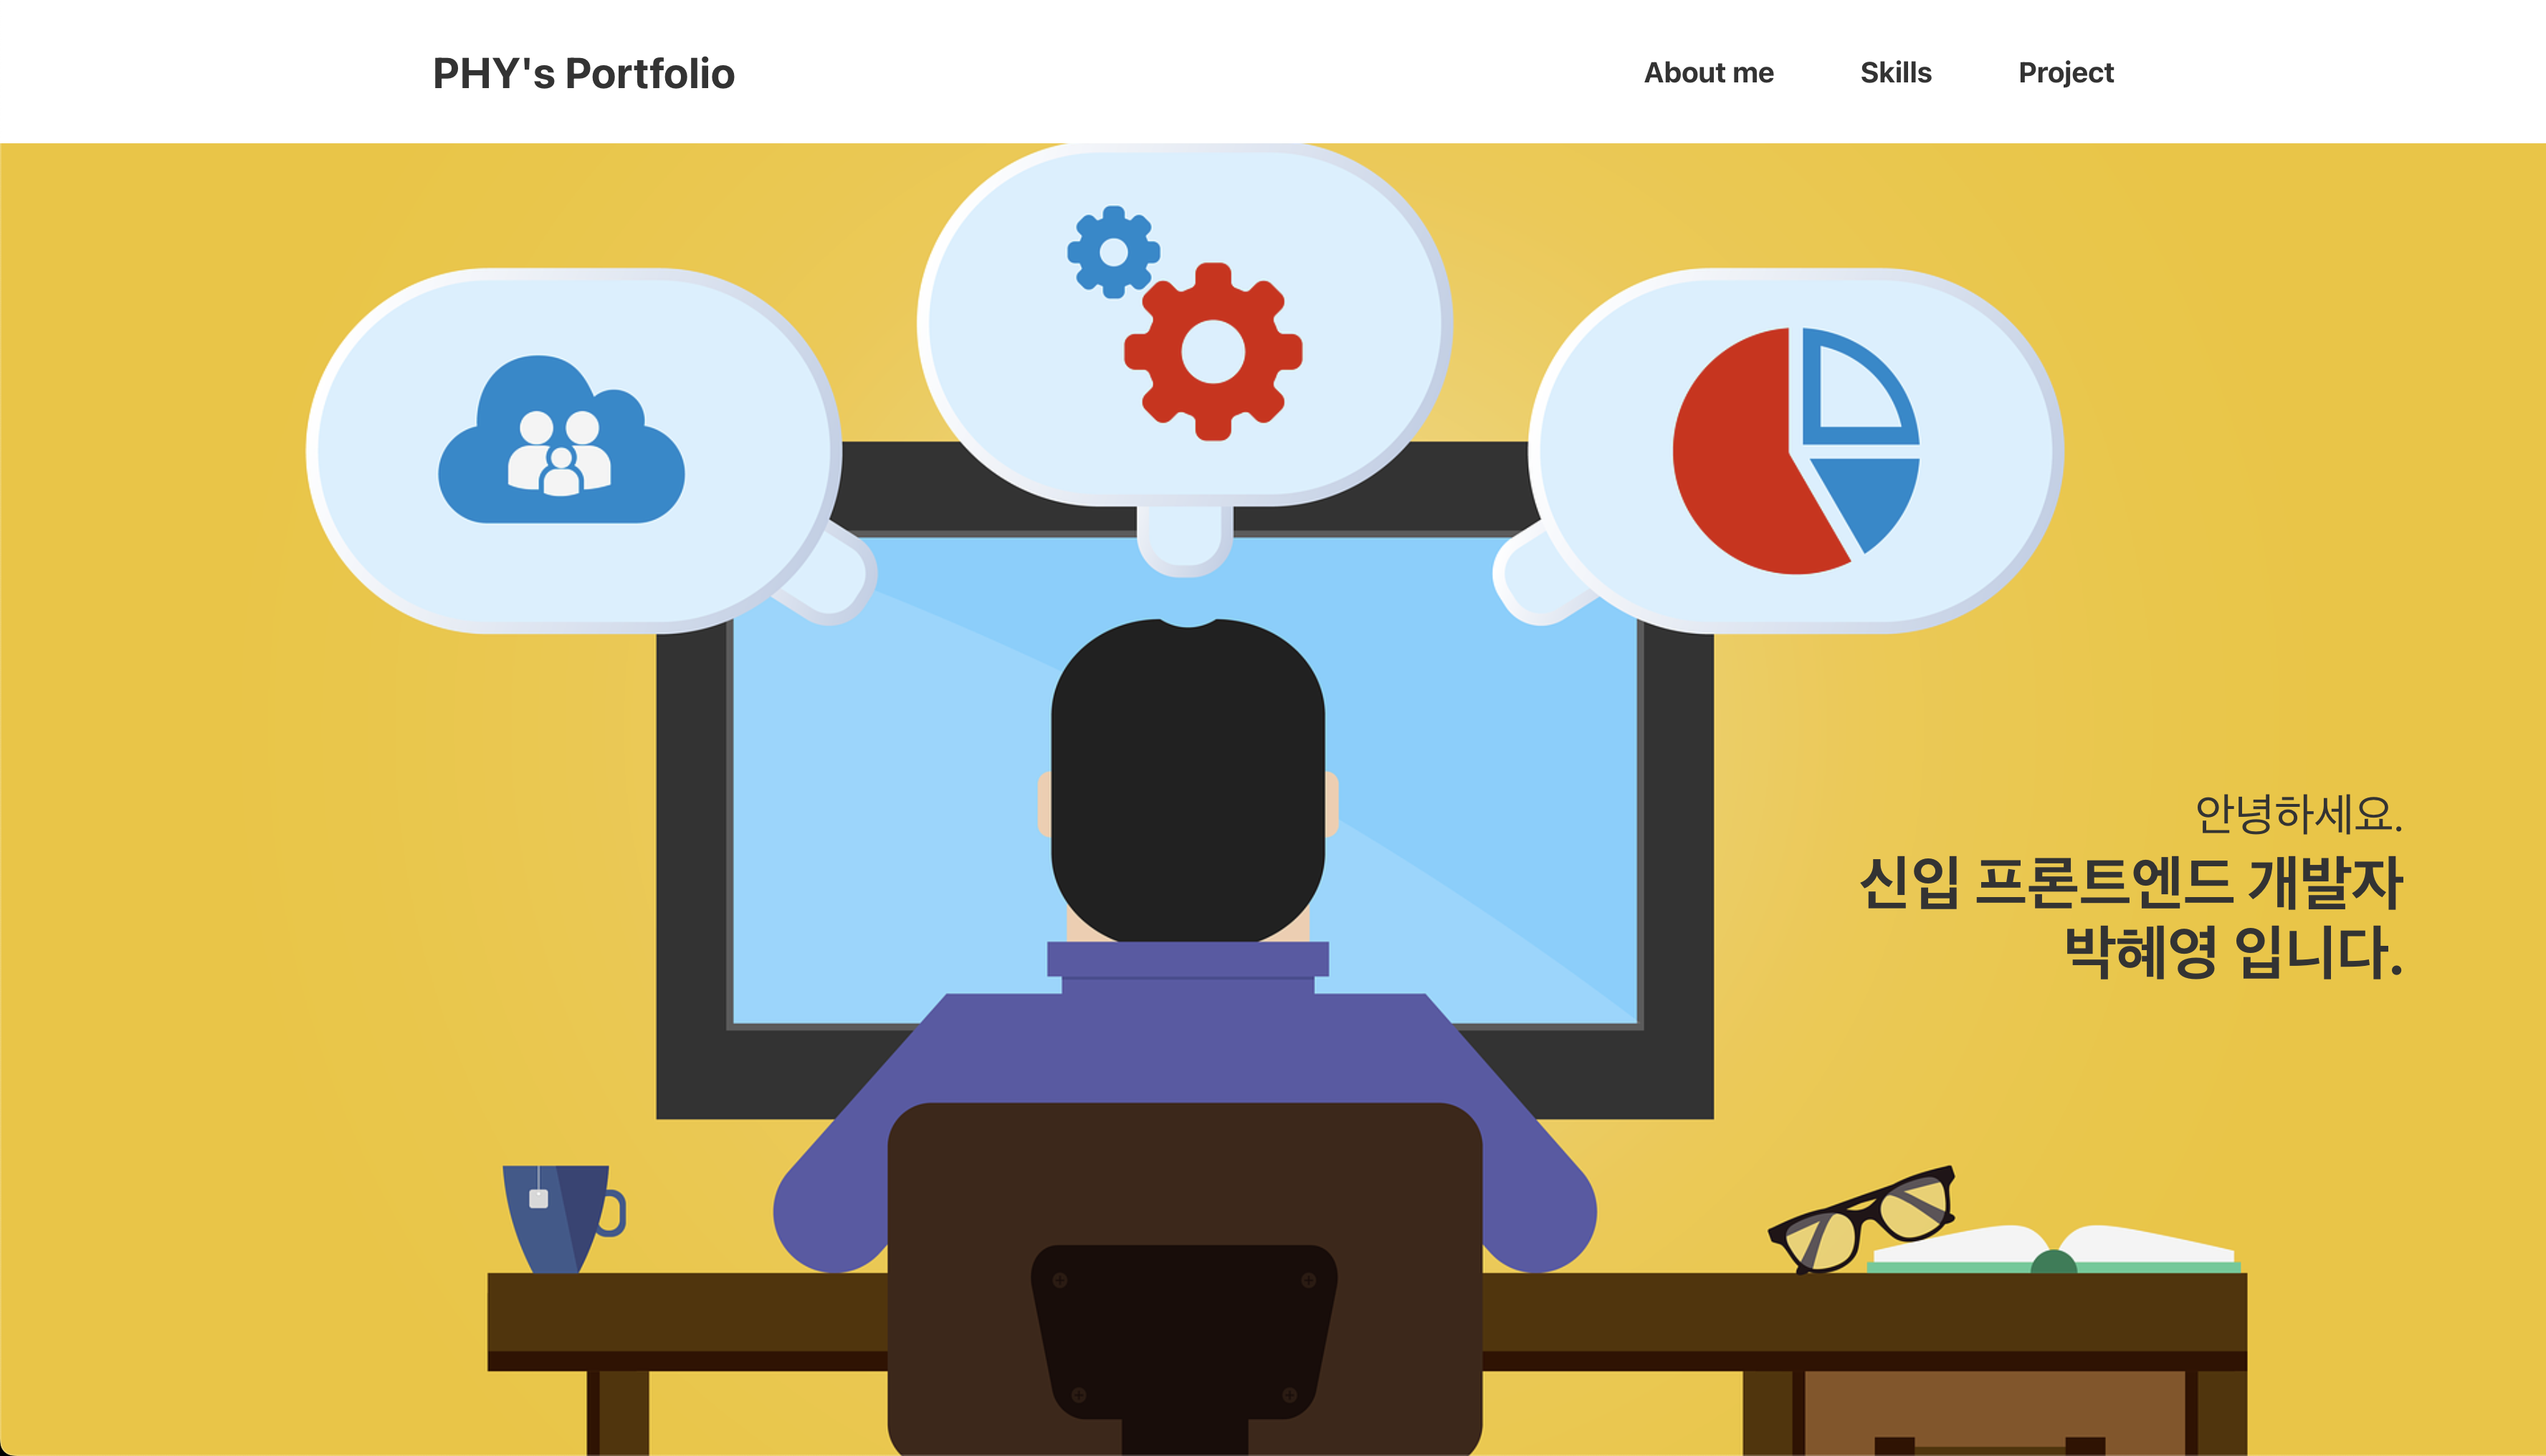 PHY's Portfolio
About me
Skills
Project
안녕하세요.
신입 프론트엔드 개발자
박혜영 입니다.